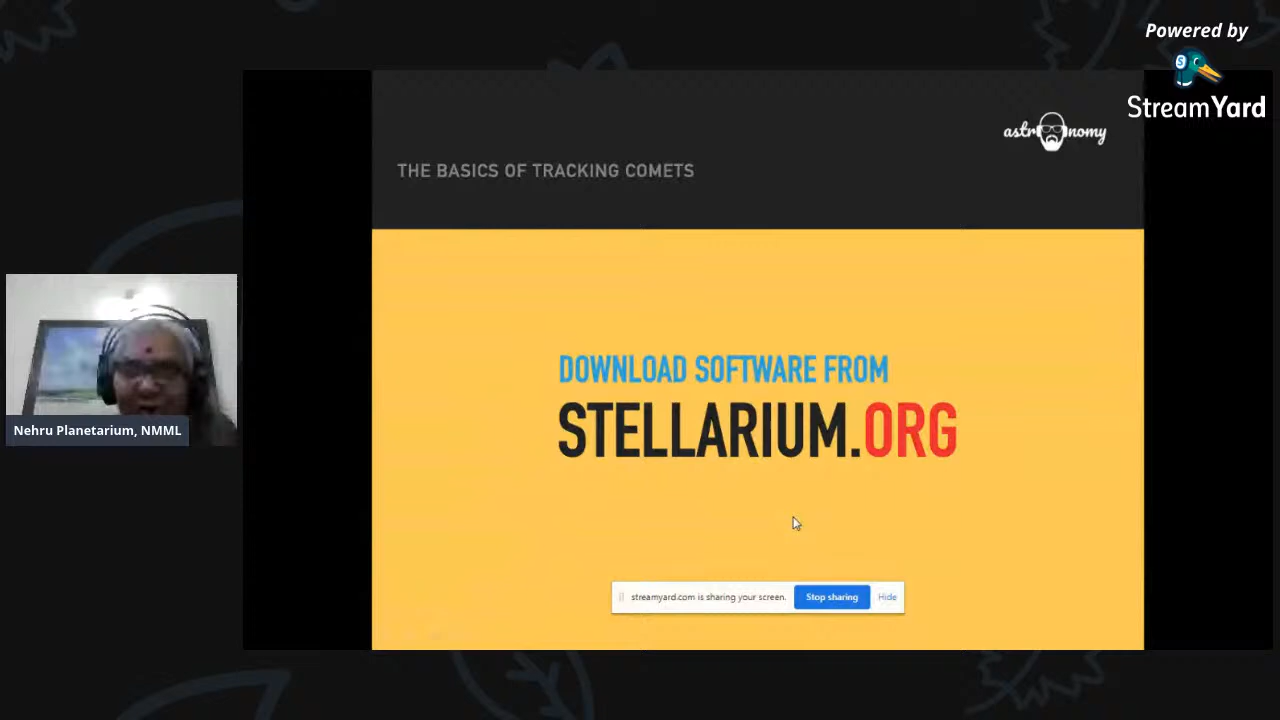 Powered by
StreamYard
astronomy
THE BASICS OF TRACKING COMETS
DOWNLOAD SOFTWARE FROM
STELLARIUM.ORG
Nehru Planetarium, NMML
streamyard.com is sharing your screen.
Stop sharing
Hide